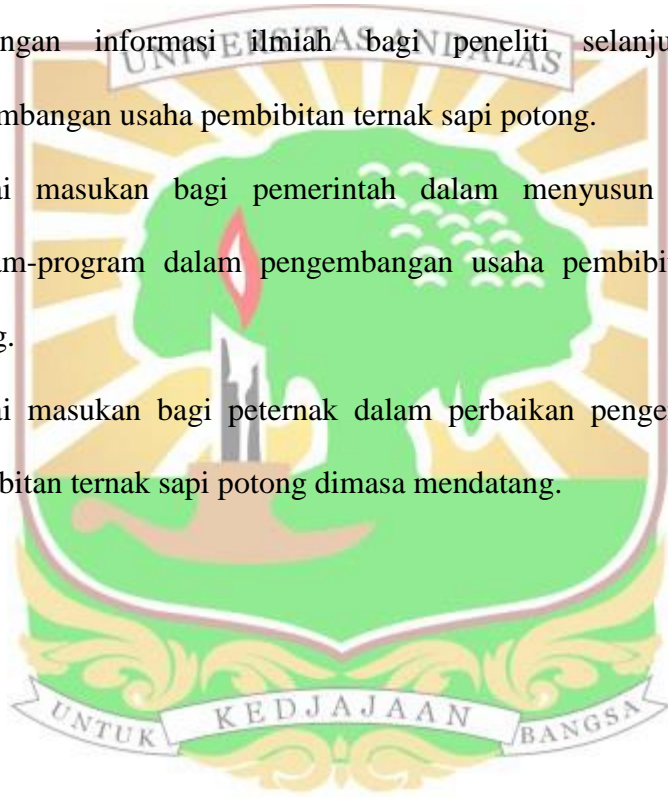 ngan informasi ilmiah bagi peneliti selanju
UNIVERSITAS ANDALAS
mbangan usaha pembibitan ternak sapi potong.
ai masukan bagi pemerintah dalam menyusun
am-program dalam pengembangan usaha pembibi
g.
ai masukan bagi peternak dalam perbaikan penge
bitan ternak sapi potong dimasa mendatang.
UNTUK KEDJAJAAN BANGSA